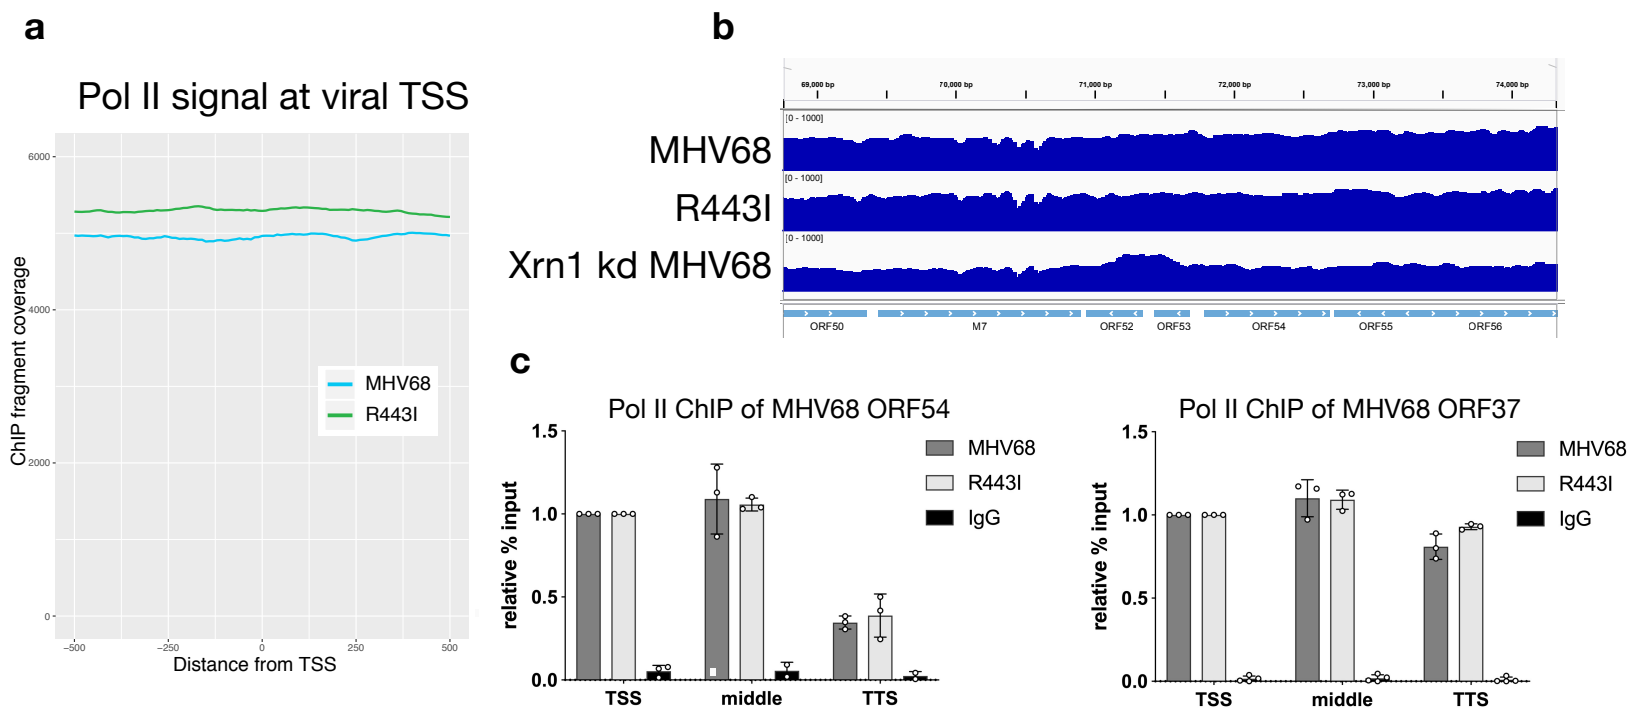 a
Pol II signal at viral TSS
6000
4000
2000
0
ChIP fragment coverage
MHV68
R443I
−500
−250
0
250
500
Distance from TSS
b
69,000 bp
70,000 bp
71,000 bp
72,000 bp
73,000 bp
74,000 bp
MHV68
[0 - 1000]
R443I
[0 - 1000]
Xrn1 kd MHV68
[0 - 1000]
ORF50
M7
ORF52
ORF53
ORF54
ORF55
ORF56
c
Pol II ChIP of MHV68 ORF54
1.5
1.0
0.5
0.0
relative % input
MHV68
R443I
IgG
TSS
middle
TTS
Pol II ChIP of MHV68 ORF37
1.5
1.0
0.5
0.0
relative % input
MHV68
R443I
IgG
TSS
middle
TTS